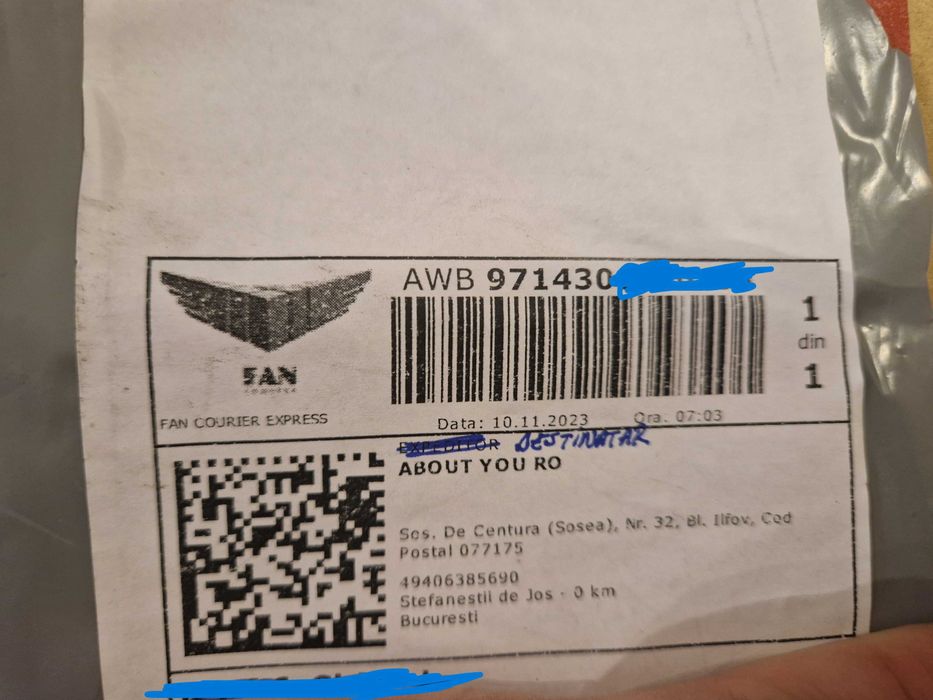 AWB 971430
1
din
1
FAN
FAN COURIER EXPRESS
Data: 10.11.2023 Ora. 07:03
EXPEDITOR DESTINATAR
ABOUT YOU RO
Sos. De Centura (Sosea), Nr. 32, Bl. Ilfov, Cod
Postal 077175
49406385690
Stefanestii de Jos - 0 km
Bucuresti